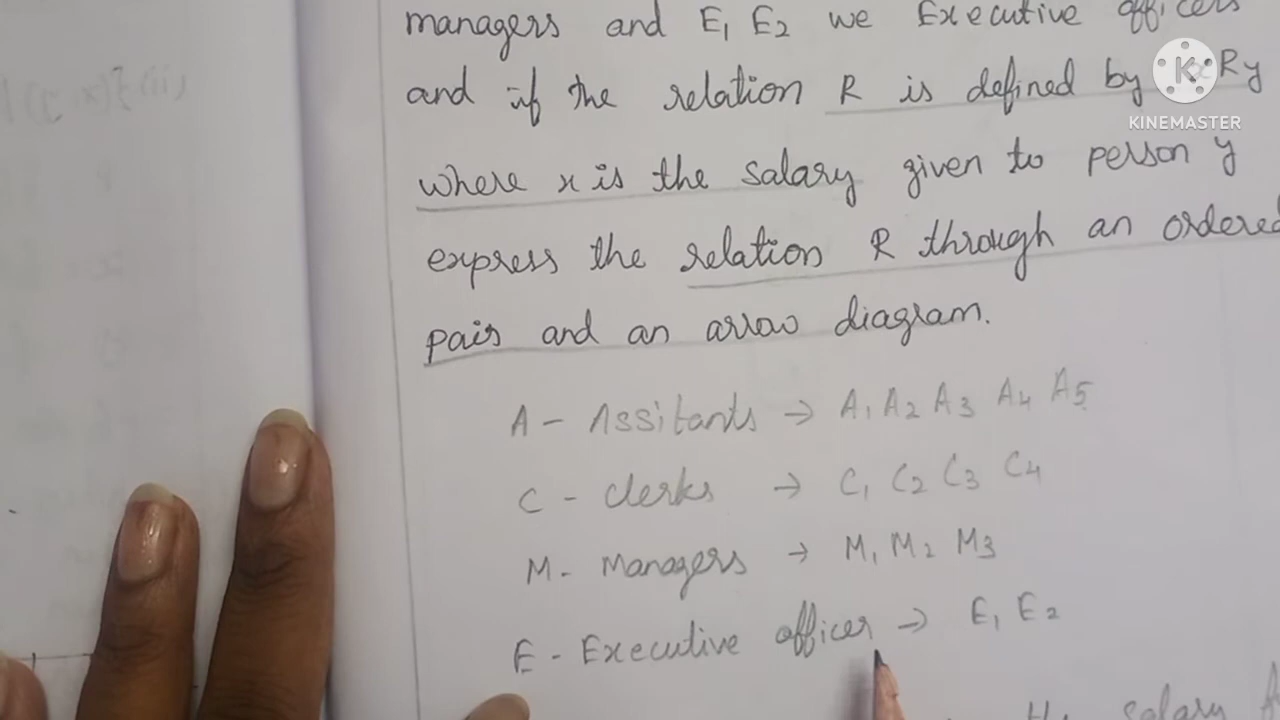 managers and E₁ E₂ we Executive officers
and if the relation R is defined by xRy
KINEMASTER
where x is the salary given to person y
express the relation R through an ordered
pair and an arrow diagram.
A - Assitants → A₁ A₂ A₃ A₄ A₅
C - clerks → C₁ C₂ C₃ C₄
M - Managers → M₁ M₂ M₃
E - Executive officer → E₁ E₂
salary